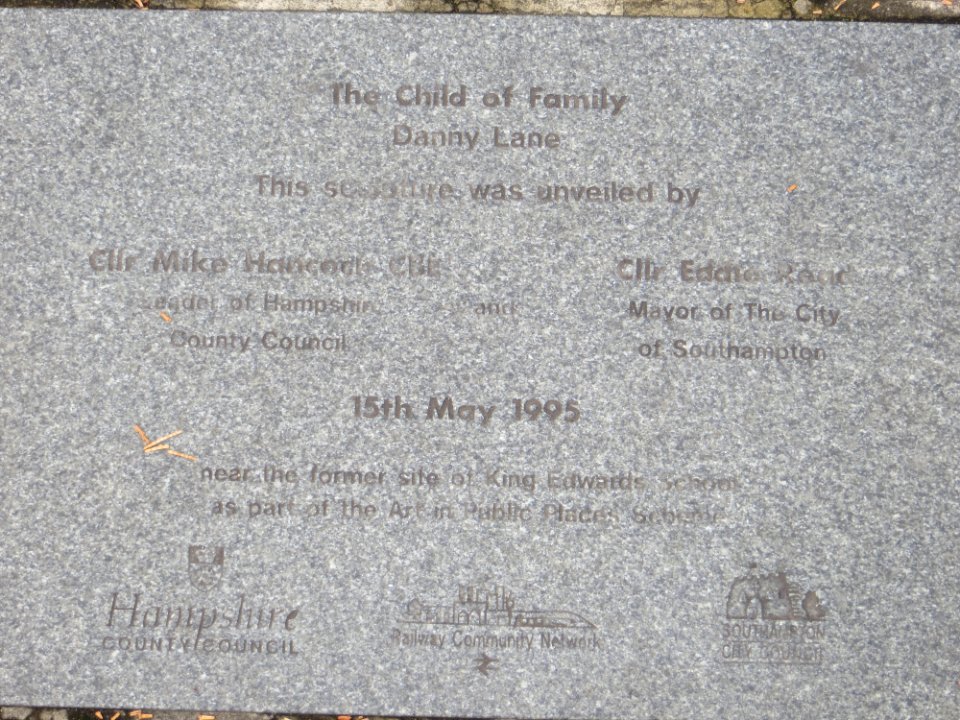 The Child of Family
Danny Lane
This sculpture was unveiled by
Cllr Mike Hancock CBE
Leader of Hampshire
County Council
and
Cllr Eddie Read
Mayor of The City
of Southampton
15th May 1995
near the former site of King Edwards School
as part of the Art in Public Places Scheme
Hampshire
COUNTY COUNCIL
Railway Community Network
SOUTHAMPTON
CITY COUNCIL